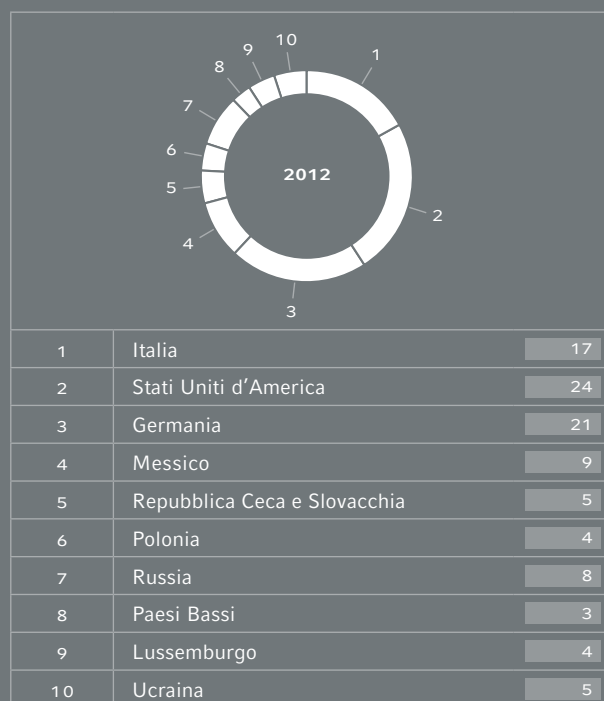 10
9
1
8
7
2012
6
5
2
4
3
1 Italia 17
2 Stati Uniti d’America 24
3 Germania 21
4 Messico 9
5 Repubblica Ceca e Slovacchia 5
6 Polonia 4
7 Russia 8
8 Paesi Bassi 3
9 Lussemburgo 4
10 Ucraina 5